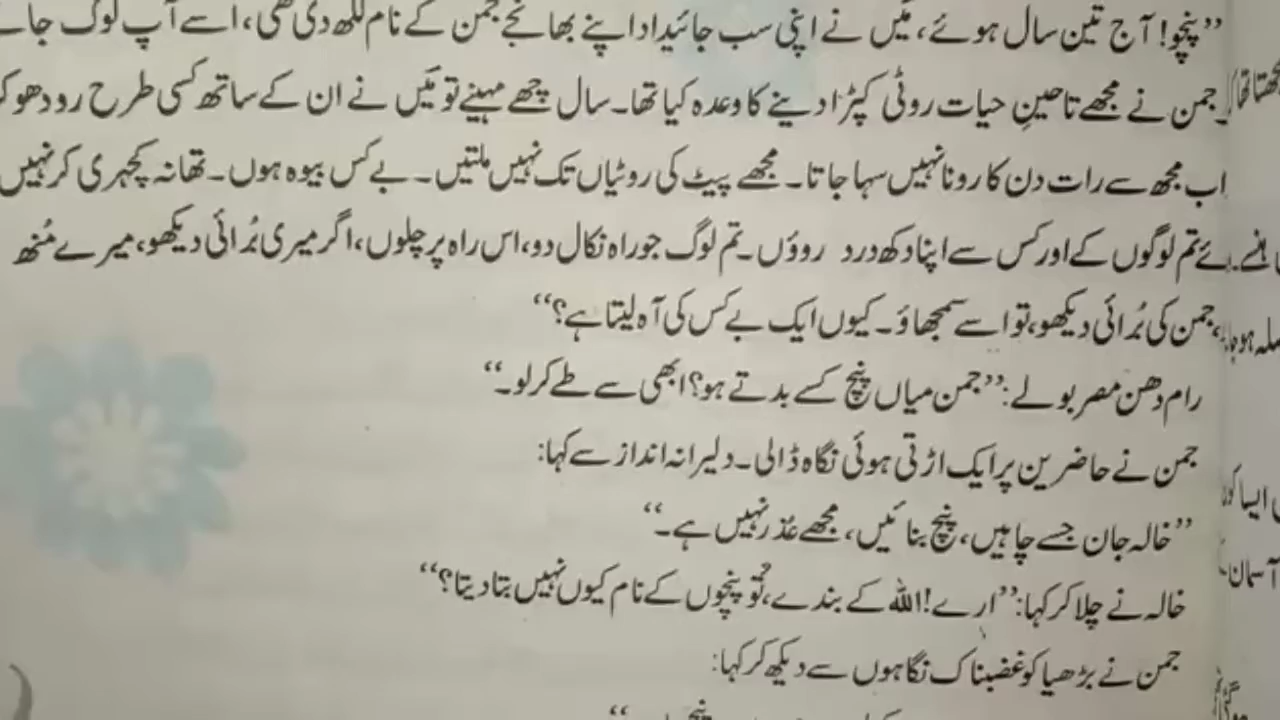 ”پنچو! آج تین سال ہوئے، مَیں نے اپنی سب جائیداد اپنے بھانجے جمن کے نام لکھ دی تھی، اسے آپ لوگ جانتے
جمن نے مجھے تاحینِ حیات روٹی کپڑا دینے کا وعدہ کیا تھا۔ سال چھے مہینے تو مَیں نے ان کے ساتھ کسی طرح رو دھو کر
اب مجھ سے رات دن کا رونا نہیں سہا جاتا۔ مجھے پیٹ کی روٹیاں تک نہیں ملتیں۔ بے کس بیوہ ہوں۔ تھانہ کچہری کر نہیں
تم لوگوں کے اور کس سے اپنا دکھ درد روؤں۔ تم لوگ جو راہ نکال دو، اس راہ پر چلوں، اگر میری بُرائی دیکھو، میرے مُنھ
جمن کی بُرائی دیکھو، تو اسے سمجھاؤ۔ کیوں ایک بے کس کی آہ لیتا ہے؟“
رام دھن مصر بولے: ”جمن میاں پنچ کسے بدتے ہو؟ ابھی سے طے کر لو۔“
جمن نے حاضرین پر ایک اڑتی ہوئی نگاہ ڈالی۔ دلیرانہ انداز سے کہا:
”خالہ جان جسے چاہیں، پنچ بنائیں، مجھے عُذر نہیں ہے۔“
خالہ نے چلا کر کہا: ”ارے! اللہ کے بندے، تُو پنچوں کے نام کیوں نہیں بتا دیتا؟“
جمن نے بڑھیا کو غضبناک نگاہوں سے دیکھ کر کہا: